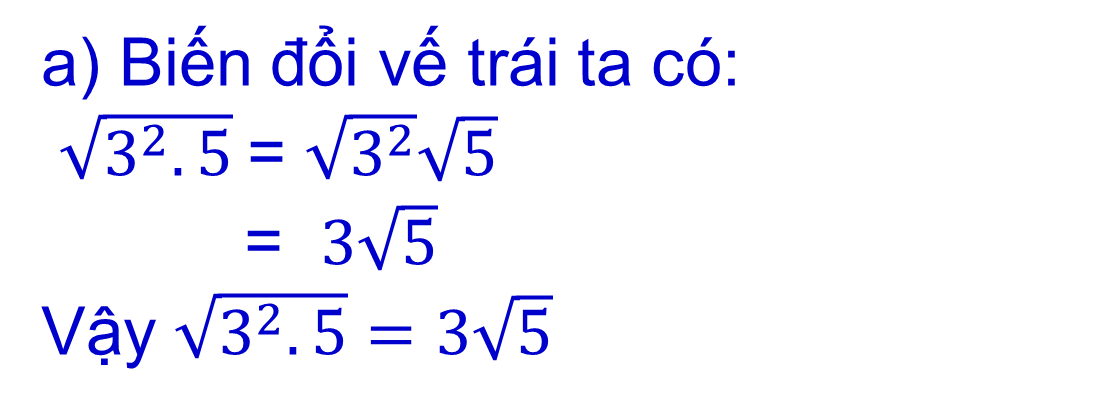 a) Biến đổi vế trái ta có:
√(3².5) = √(3²)√5
= 3√5
Vậy √(3².5) = 3√5